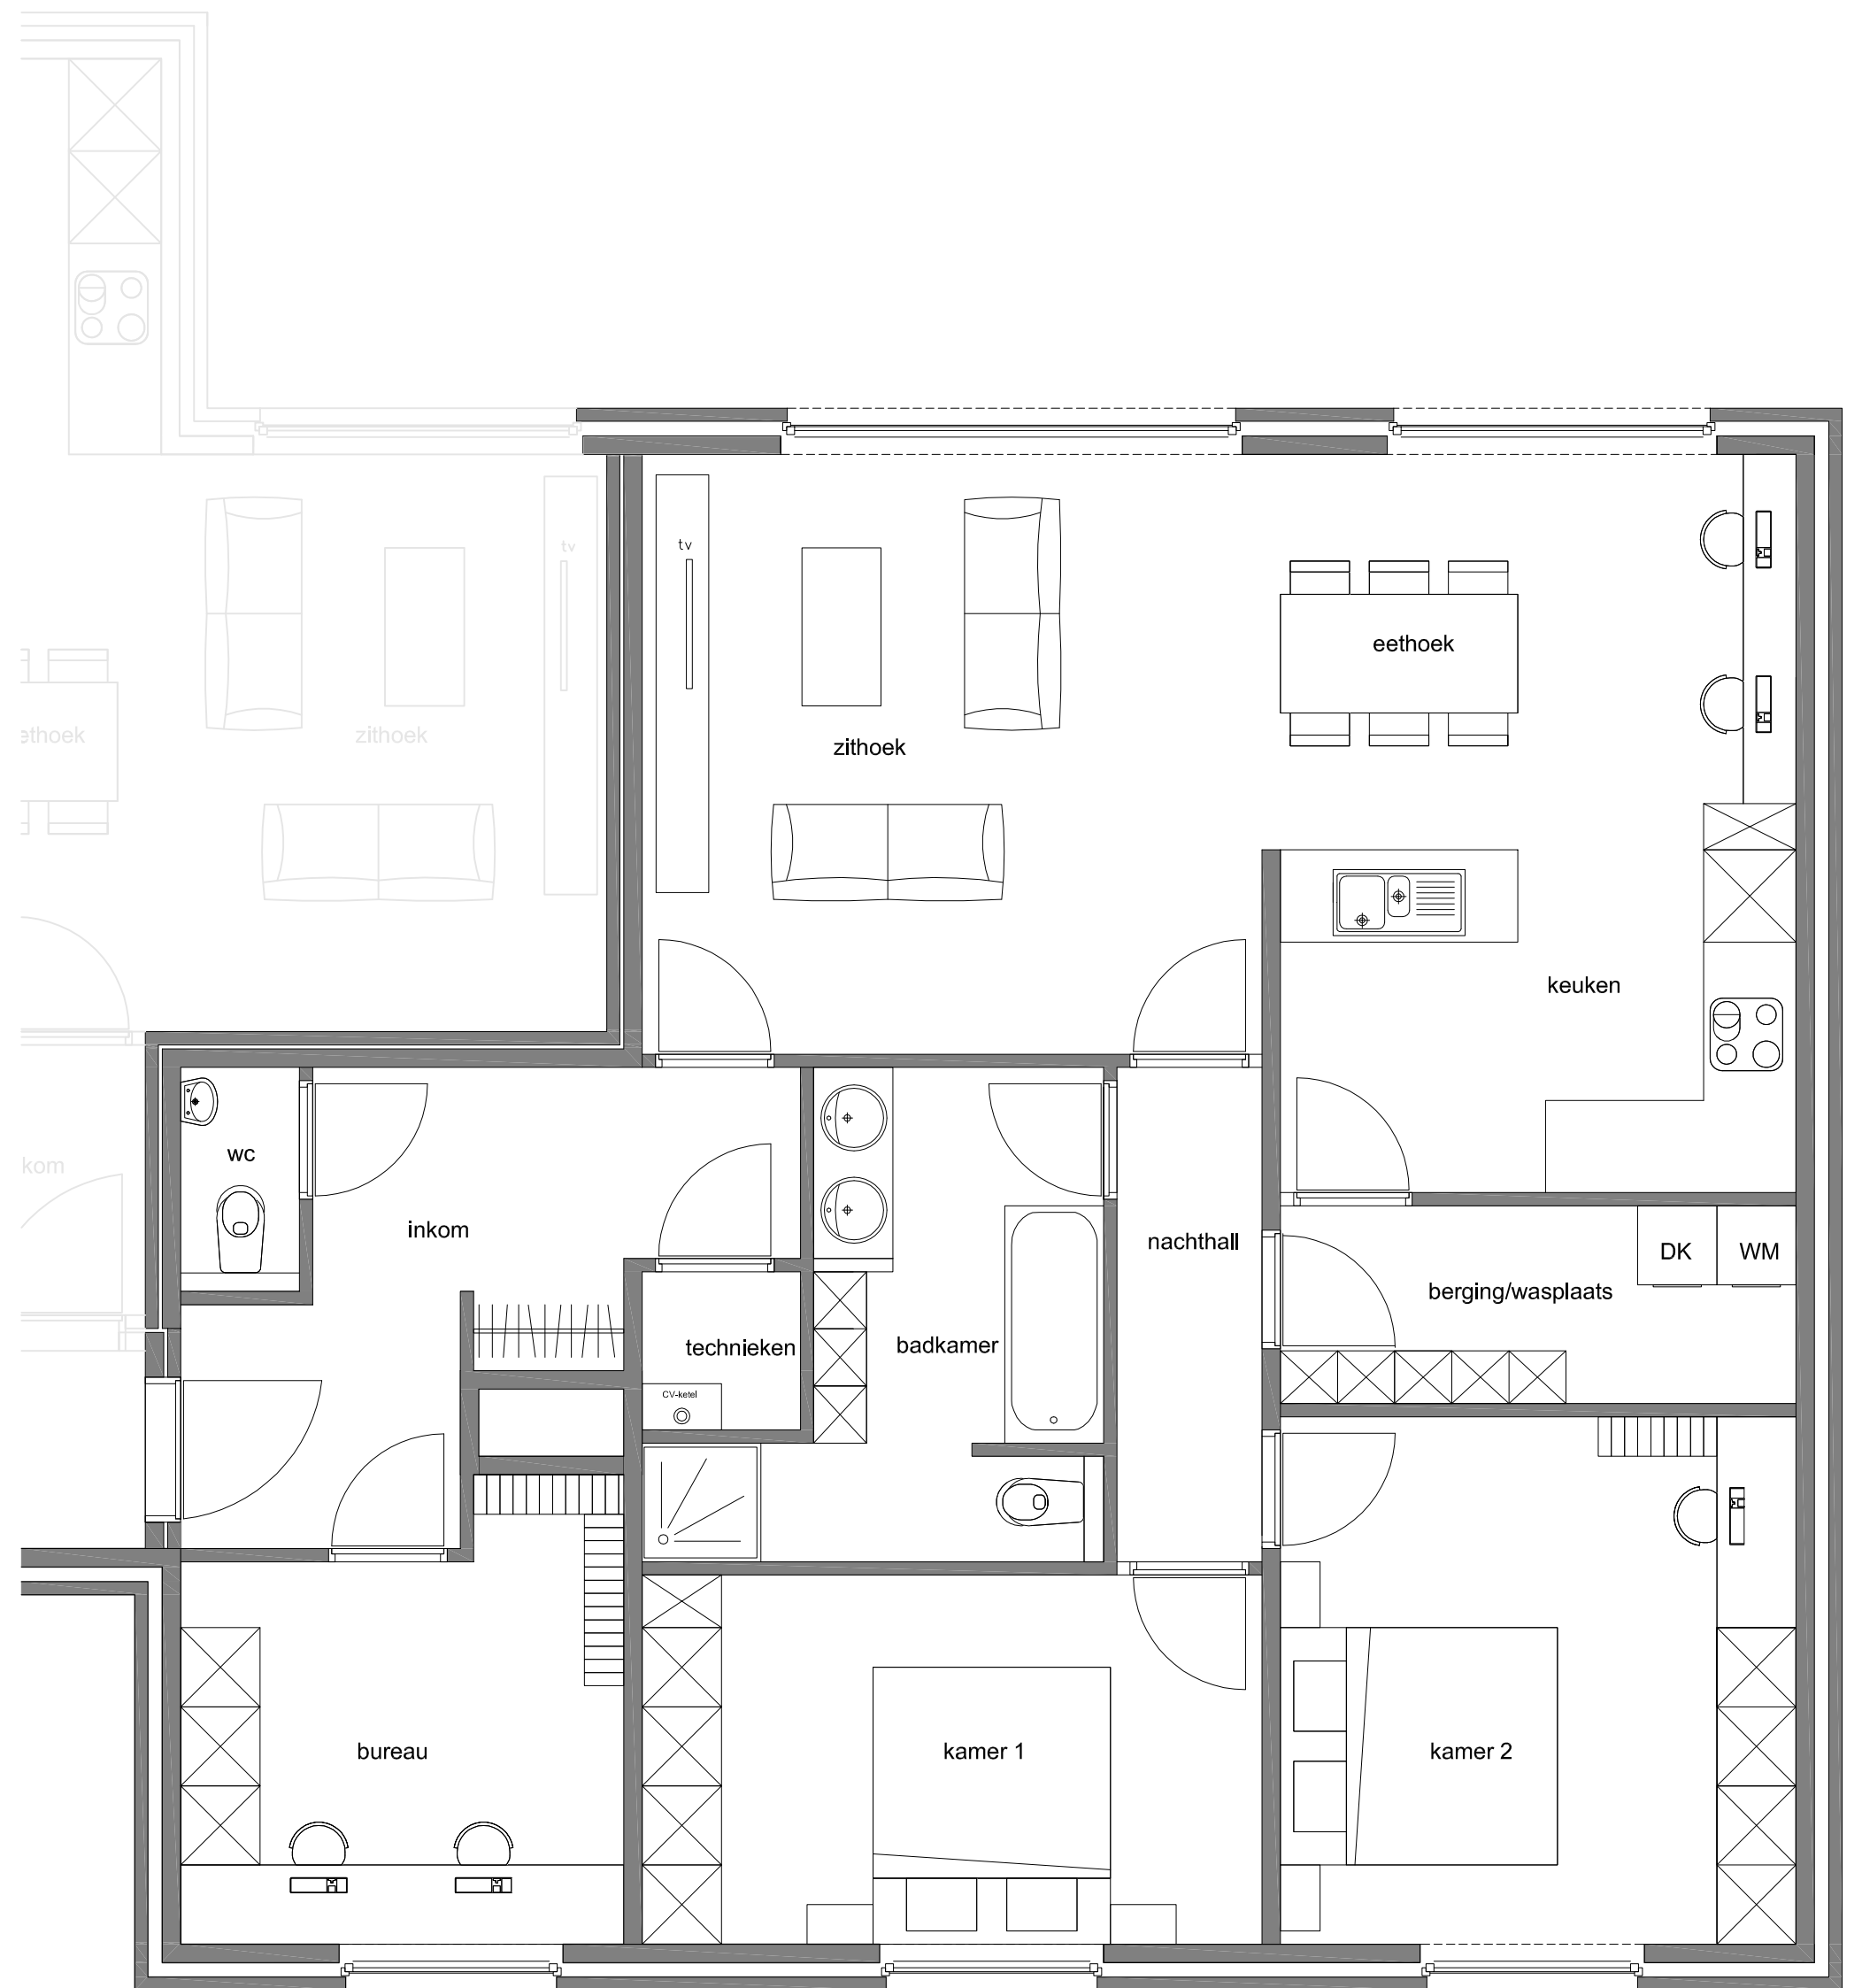 tv
tv
eethoek
ethoek
zithoek
zithoek
keuken
wc
kom
inkom
nachthall
DK
WM
berging/wasplaats
technieken
badkamer
CV-ketel
bureau
kamer 1
kamer 2